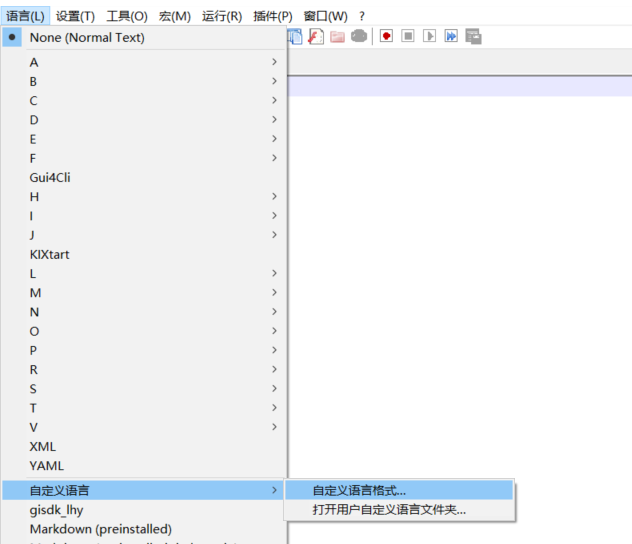 语言(L) 设置(T) 工具(O) 宏(M) 运行(R) 插件(P) 窗口(W) ?
None (Normal Text)
A
B
C
D
E
F
Gui4Cli
H
I
J
KIXtart
L
M
N
O
P
R
S
T
V
XML
YAML
自定义语言
自定义语言格式...
打开用户自定义语言文件夹...
gisdk_lhy
Markdown (preinstalled)